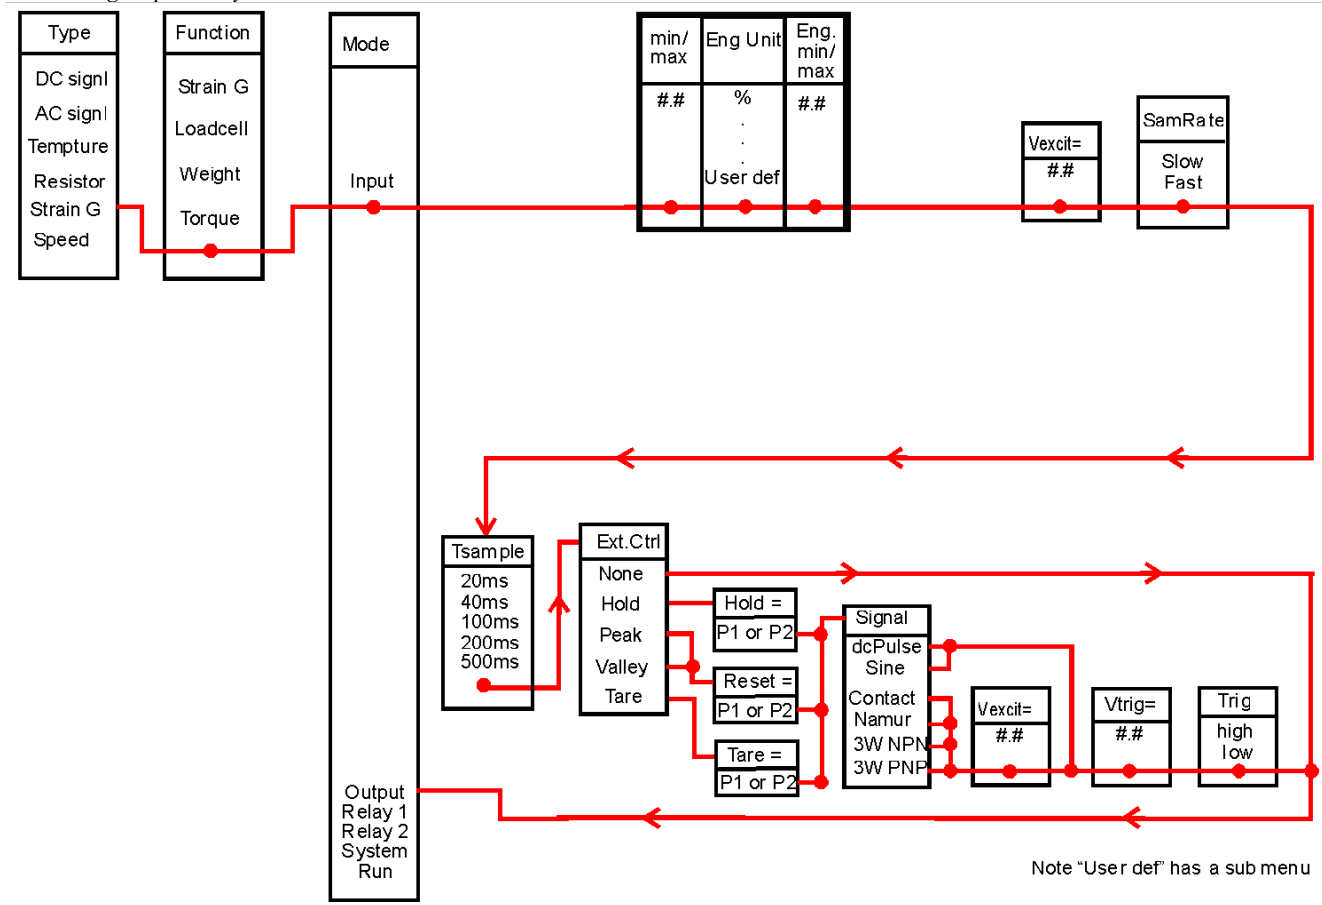 Type
DC signl
AC signl
Tempture
Resistor
Strain G
Speed
Function
Strain G
Loadcell
Weight
Torque
Mode
Input
Output
Relay 1
Relay 2
System
Run
min/
max
#.#
Eng Unit
%
.
.
.
User def
Eng.
min/
max
#.#
Vexcit=
#.#
SamRate
Slow
Fast
Tsample
20ms
40ms
100ms
200ms
500ms
Ext.Ctrl
None
Hold
Peak
Valley
Tare
Hold =
P1 or P2
Reset =
P1 or P2
Tare =
P1 or P2
Signal
dcPulse
Sine
Contact
Namur
3W NPN
3W PNP
Vexcit=
#.#
Vtrig=
#.#
Trig
high
low
Note "User def" has a sub menu